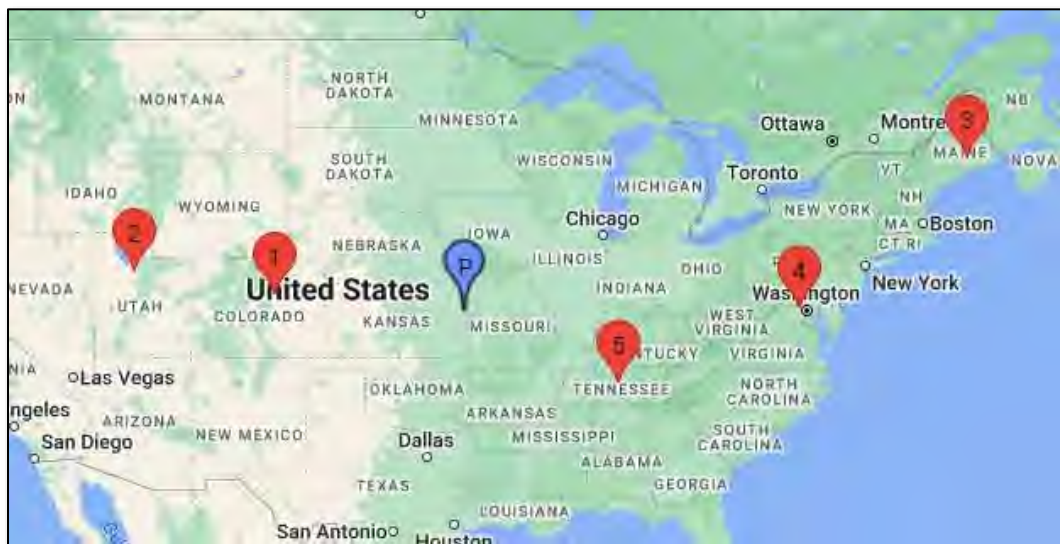 NORTH
DAKOTA
MONTANA
MINNESOTA
Ottawa
Montre
3
NB
MAINE
NOVA
VT
SOUTH
DAKOTA
WISCONSIN
MICHIGAN
Toronto
NH
IDAHO
WYOMING
NEW YORK
MA
Boston
CT RI
2
Chicago
IOWA
NEBRASKA
ILLINOIS
OHIO
1
P
4
New York
NEVADA
UTAH
United States
INDIANA
Washington
COLORADO
KANSAS
MISSOURI
WEST
VIRGINIA
5
NTUCKY
VIRGINIA
Las Vegas
OKLAHOMA
TENNESSEE
NORTH
CAROLINA
ngeles
ARIZONA
NEW MEXICO
ARKANSAS
San Diego
Dallas
MISSISSIPPI
SOUTH
CAROLINA
ALABAMA
TEXAS
GEORGIA
LOUISIANA
San Antonio
Houston